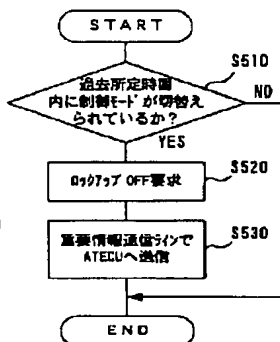 START
過去所定時間
内に制御ﾓｰﾄﾞが切替え
られているか?
S510
NO
YES
ﾛｯｸｱｯﾌﾟ OFF要求
S520
重要情報通信ﾗｲﾝで
ATECUへ送信
S530
END